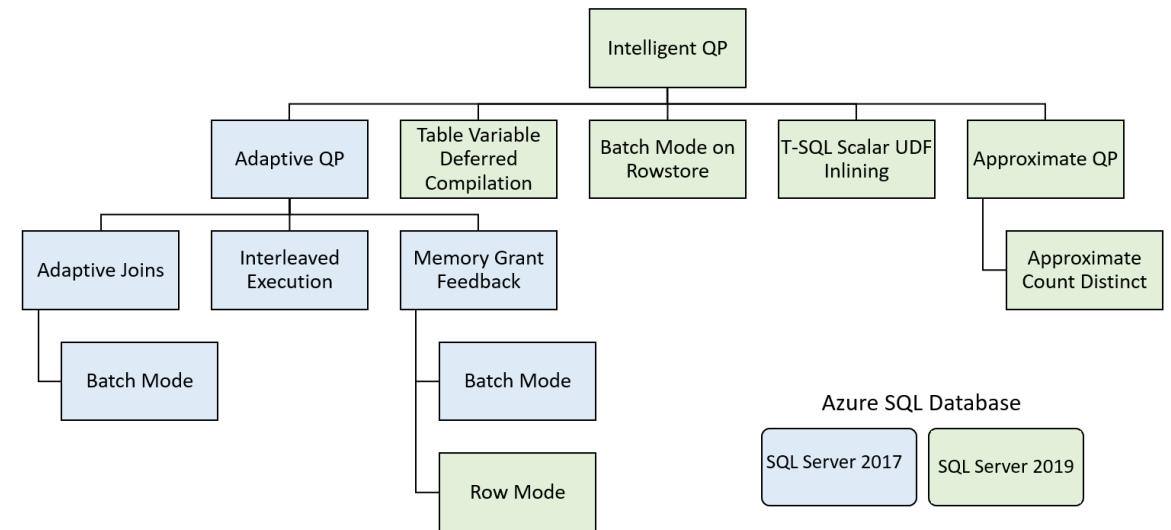 Intelligent QP
Adaptive QP
Table Variable
Deferred
Compilation
Batch Mode on
Rowstore
T-SQL Scalar UDF
Inlining
Approximate QP
Adaptive Joins
Interleaved
Execution
Memory Grant
Feedback
Approximate
Count Distinct
Batch Mode
Batch Mode
Row Mode
Azure SQL Database
SQL Server 2017
SQL Server 2019